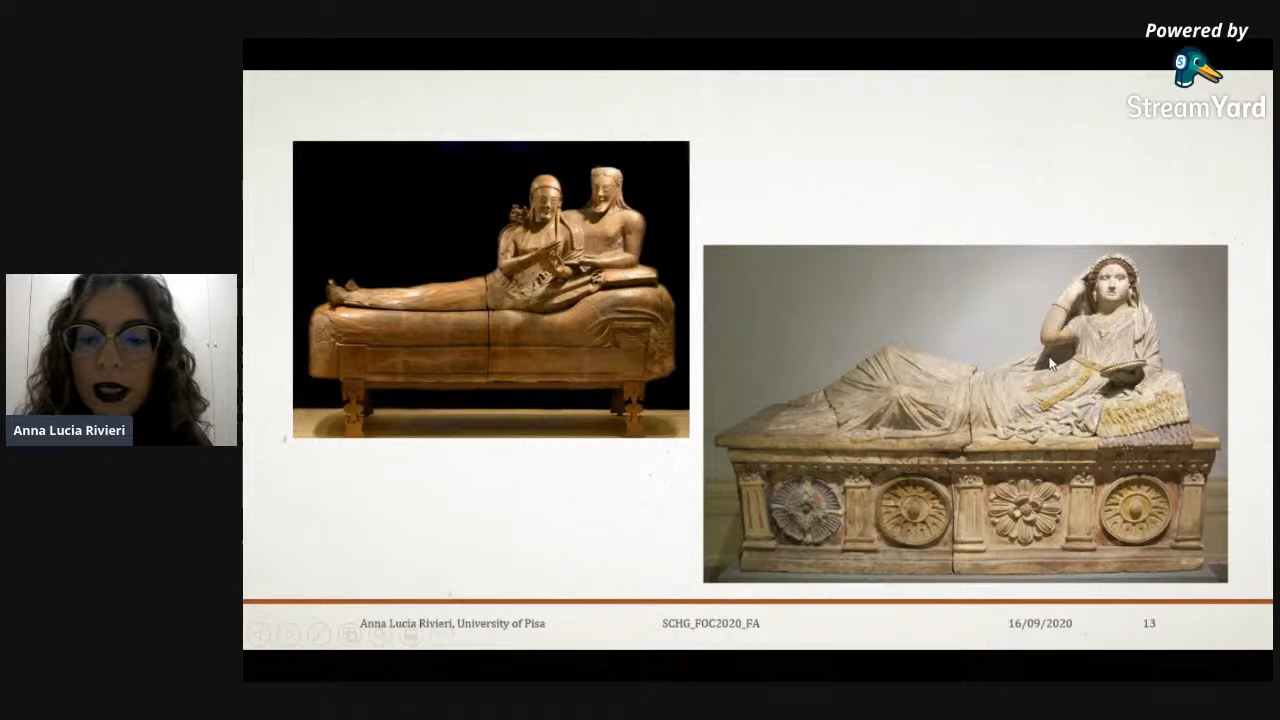 Powered by
StreamYard
Anna Lucia Rivieri
Anna Lucia Rivieri, University of Pisa
SCHG_FOC2020_FA
16/09/2020
13